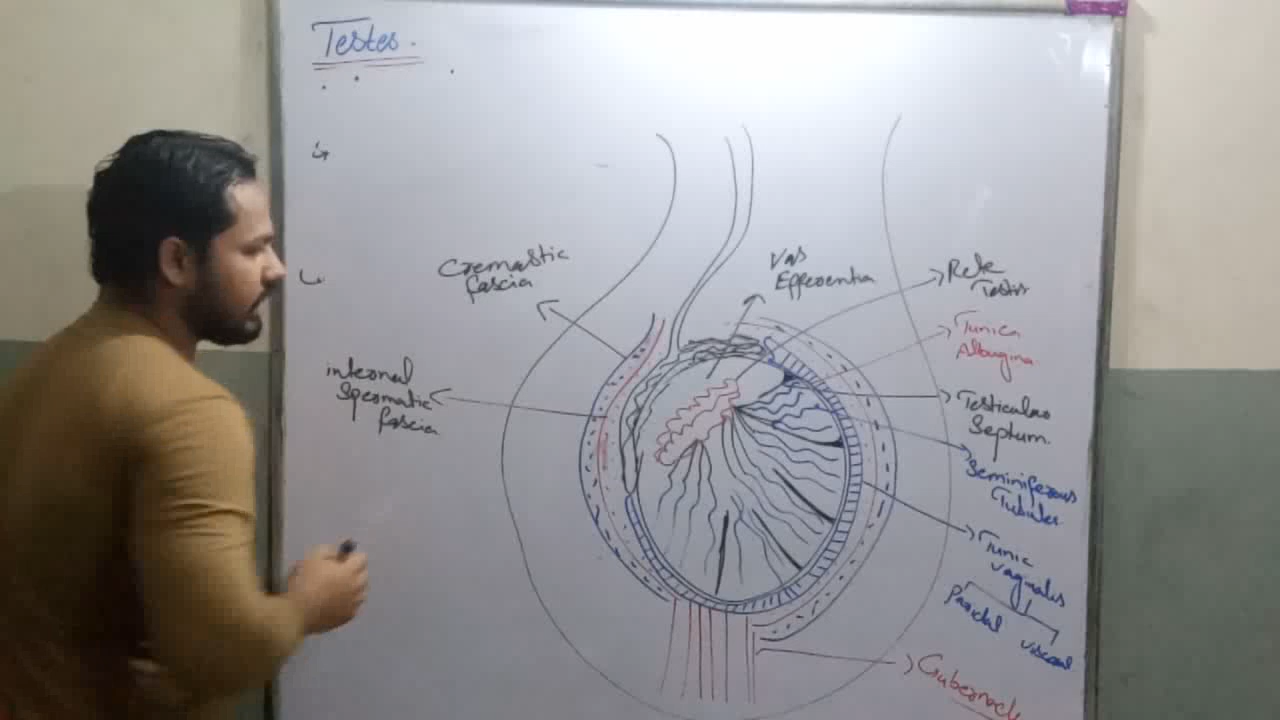 Testes.
Cremastic
fascia
Vas
Efferentia
Rete
Testis
Tunica
Albugina
internal
Spermatic
fascia
Testicular
Septum.
Seminiferous
Tubules
Tunic
vaginalis
Parietal
visceral
Gubernacle